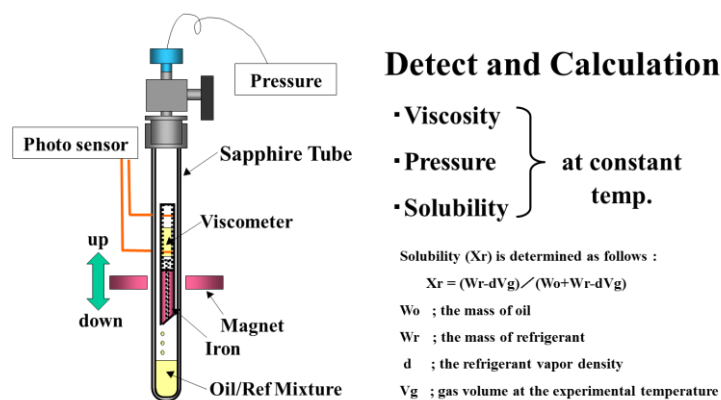 Pressure
Photo sensor
Sapphire Tube
Viscometer
up
down
Magnet
Iron
Oil/Ref Mixture
Detect and Calculation
・Viscosity
・Pressure
・Solubility
at constant
temp.
Solubility (Xr) is determined as follows :
Xr = (Wr-dVg)／(Wo+Wr-dVg)
Wo ; the mass of oil
Wr ; the mass of refrigerant
d ; the refrigerant vapor density
Vg ; gas volume at the experimental temperature